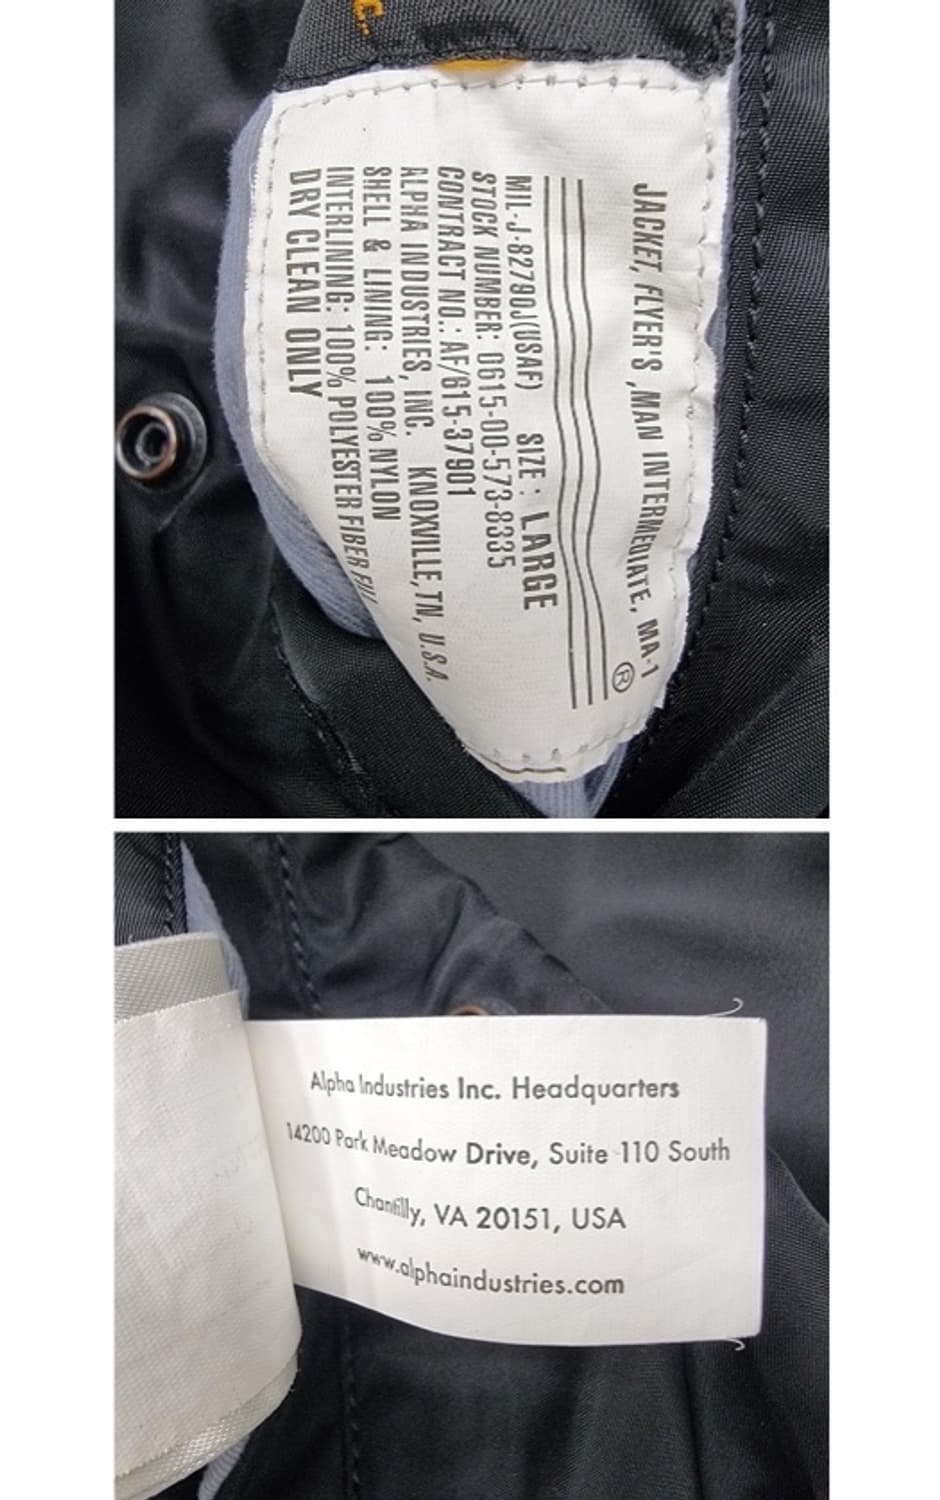 C.
JACKET, FLYER'S ,MAN INTERMEDIATE, MA-1
®
MIL-J-82790J(USAF) SIZE : LARGE
STOCK NUMBER: 0615-00-573-8335
CONTRACT NO.: AF/615-37901
ALPHA INDUSTRIES, INC. KNOXVILLE, TN, U.S.A.
SHELL & LINING: 100% NYLON
INTERLINING: 100% POLYESTER FIBER FILL
DRY CLEAN ONLY
Alpha Industries Inc. Headquarters
14200 Park Meadow Drive, Suite 110 South
Chantilly, VA 20151, USA
www.alphaindustries.com